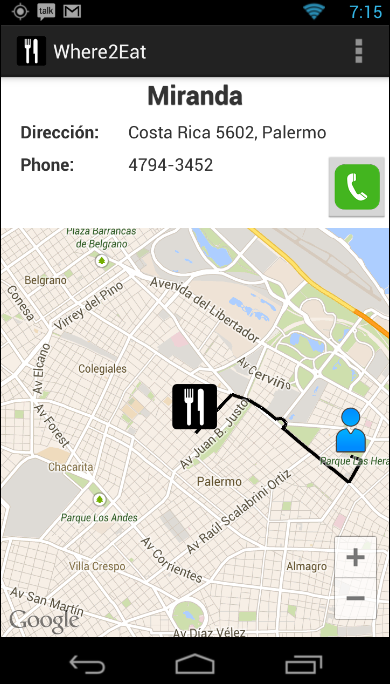 talk
7:15
Where2Eat
Miranda
Dirección: Costa Rica 5602, Palermo
Phone: 4794-3452
Plaza Barrancas
de Belgrano
Belgrano
Avenida del Libertador
Virrey del Pino
Conesa
Av Elcano
Colegiales
Av Cerviño
Av Forest
Av Juan B. Justo
Chacarita
Parque Las Hera
Palermo
Av Raúl Scalabrini Ortiz
Parque Los Andes
Av Corrientes
Villa Crespo
Almagro
+
Av San Martín
−
Google
Av Díaz Vélez